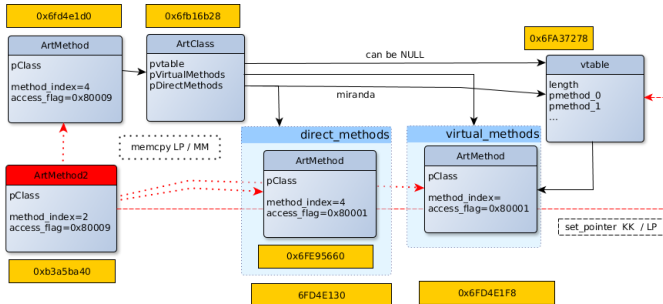 0x6fd4e1d0
0x6fb16b28
0x6FA37278
ArtMethod
pClass
method_index=4
access_flag=0x80009
ArtClass
pvtable
pVirtualMethods
pDirectMethods
can be NULL
miranda
vtable
length
pmethod_0
pmethod_1
...
memcpy LP / MM
direct_methods
virtual_methods
ArtMethod2
pClass
method_index=2
access_flag=0x80009
ArtMethod
pClass
method_index=4
access_flag=0x80001
ArtMethod
pClass
method_index=
access_flag=0x80001
set_pointer KK / LP
0xb3a5ba40
0x6FE95660
6FD4E130
0x6FD4E1F8